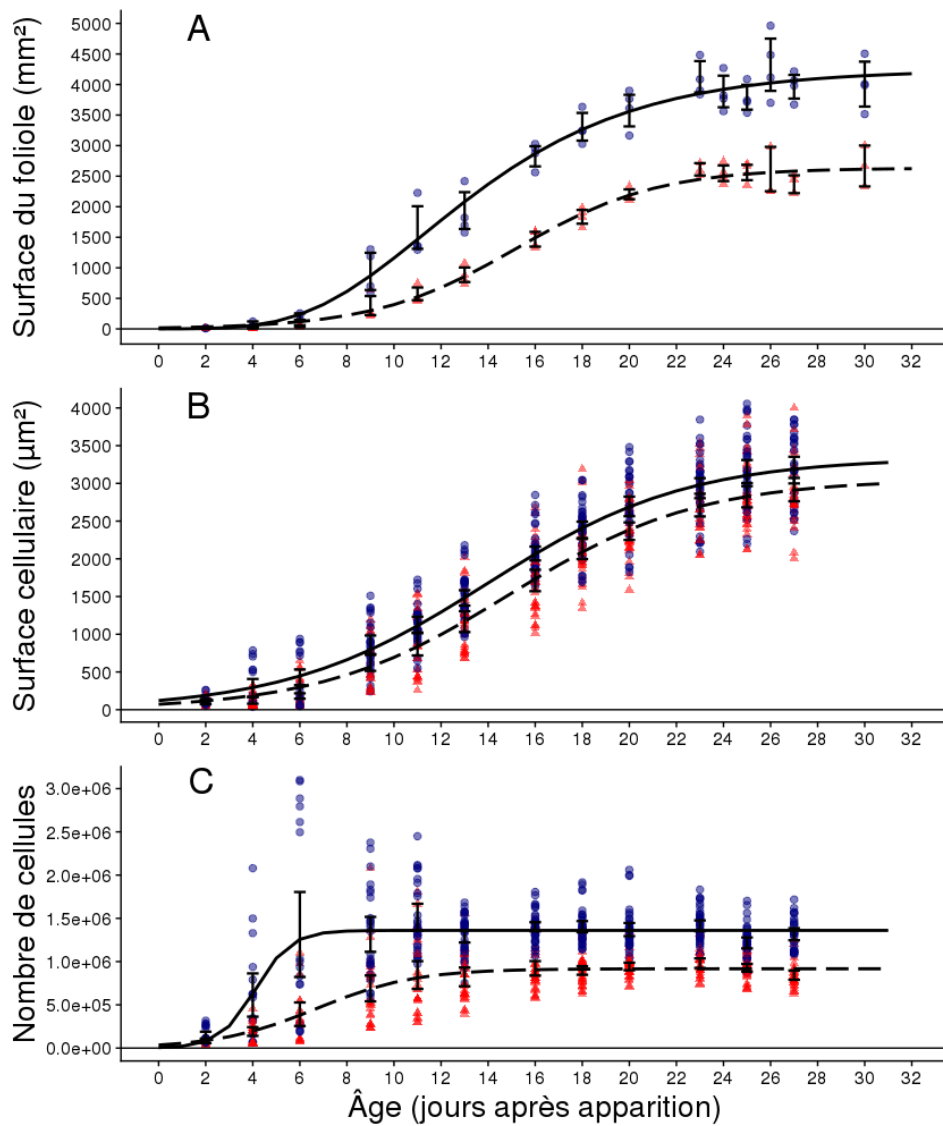 A
Surface du foliole (mm²)
5000
4500
4000
3500
3000
2500
2000
1500
1000
500
0
0 2 4 6 8 10 12 14 16 18 20 22 24 26 28 30 32
B
Surface cellulaire (µm²)
4000
3500
3000
2500
2000
1500
1000
500
0
0 2 4 6 8 10 12 14 16 18 20 22 24 26 28 30 32
C
Nombre de cellules
3.0e+06
2.5e+06
2.0e+06
1.5e+06
1.0e+06
5.0e+05
0.0e+00
0 2 4 6 8 10 12 14 16 18 20 22 24 26 28 30 32
Âge (jours après apparition)